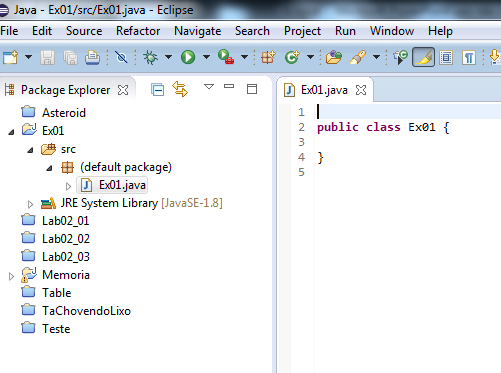 Java - Ex01/src/Ex01.java - Eclipse
File Edit Source Refactor Navigate Search Project Run Window Help
Package Explorer
Asteroid
Ex01
src
(default package)
Ex01.java
JRE System Library [JavaSE-1.8]
Lab02_01
Lab02_02
Lab02_03
Memoria
Table
TaChovendoLixo
Teste
Ex01.java
1
2 public class Ex01 {
3
4 }
5